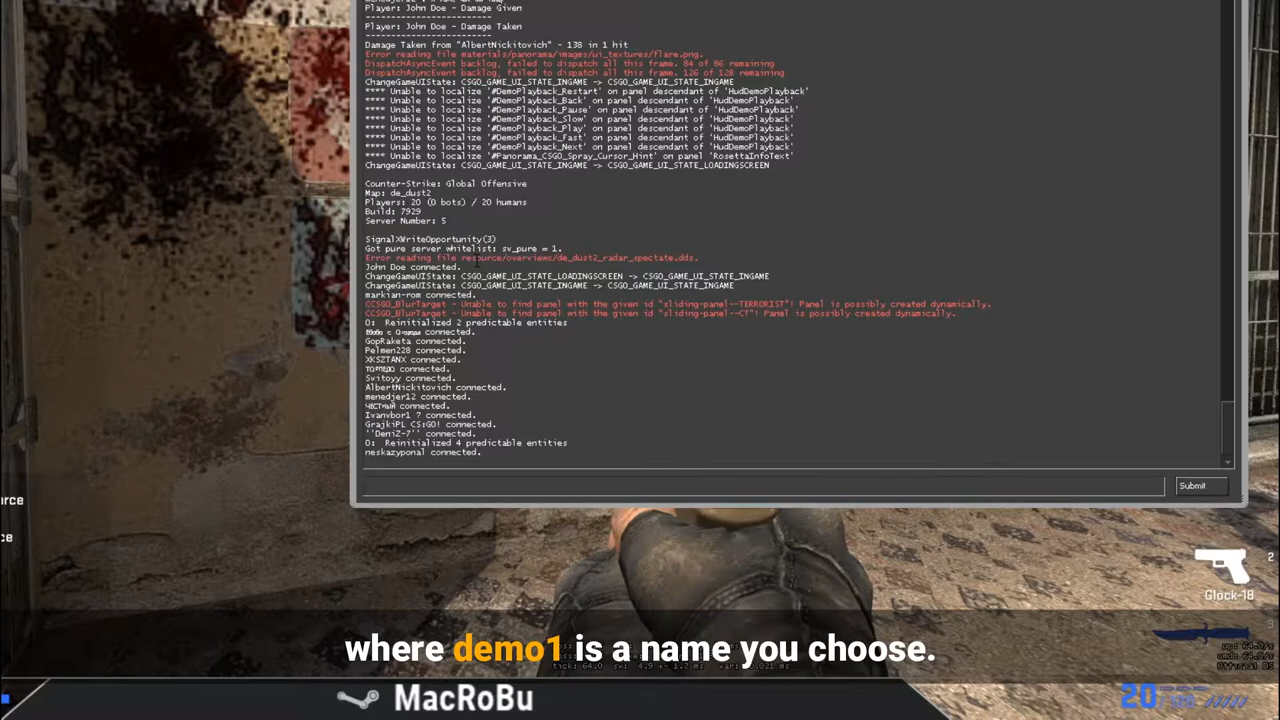 Player: John Doe - Damage Given
-------------------------
Player: John Doe - Damage Taken
-------------------------
Damage Taken from "AlbertNickitovich" - 138 in 1 hit
Error reading file materials/panorama/images/ui_textures/flare.png.
DispatchAsyncEvent backlog, failed to dispatch all this frame. 84 of 86 remaining
DispatchAsyncEvent backlog, failed to dispatch all this frame. 126 of 128 remaining
ChangeGameUIState: CSGO_GAME_UI_STATE_INGAME -> CSGO_GAME_UI_STATE_INGAME
**** Unable to localize '#DemoPlayback_Restart' on panel descendant of 'HudDemoPlayback'
**** Unable to localize '#DemoPlayback_Back' on panel descendant of 'HudDemoPlayback'
**** Unable to localize '#DemoPlayback_Pause' on panel descendant of 'HudDemoPlayback'
**** Unable to localize '#DemoPlayback_Slow' on panel descendant of 'HudDemoPlayback'
**** Unable to localize '#DemoPlayback_Play' on panel descendant of 'HudDemoPlayback'
**** Unable to localize '#DemoPlayback_Fast' on panel descendant of 'HudDemoPlayback'
**** Unable to localize '#DemoPlayback_Next' on panel descendant of 'HudDemoPlayback'
**** Unable to localize '#Panorama_CSGO_Spray_Cursor_Hint' on panel 'RosettaInfoText'
ChangeGameUIState: CSGO_GAME_UI_STATE_INGAME -> CSGO_GAME_UI_STATE_LOADINGSCREEN
Counter-Strike: Global Offensive
Map: de_dust2
Players: 20 (0 bots) / 20 humans
Build: 7929
Server Number: 5
SignalXWriteOpportunity(3)
Got pure server whitelist: sv_pure = 1.
Error reading file resource/overviews/de_dust2_radar_spectate.dds.
John Doe connected.
ChangeGameUIState: CSGO_GAME_UI_STATE_LOADINGSCREEN -> CSGO_GAME_UI_STATE_INGAME
ChangeGameUIState: CSGO_GAME_UI_STATE_INGAME -> CSGO_GAME_UI_STATE_INGAME
markian-rom connected.
CCSGO_BlurTarget - Unable to find panel with the given id "sliding-panel--TERRORIST"! Panel is possibly created dynamically.
CCSGO_BlurTarget - Unable to find panel with the given id "sliding-panel--CT"! Panel is possibly created dynamically.
0: Reinitialized 2 predictable entities
connected.
GopRaketa connected.
Pelmen228 connected.
XKSZTANX connected.
ТОРПЕДО connected.
Svitoyy connected.
AlbertNickitovich connected.
menedjer12 connected.
ЧЕСТНЫЙ connected.
Ivanvbor1 ? connected.
GrajkiPL CS:GO! connected.
''DeniZ-7'' connected.
0: Reinitialized 4 predictable entities
neskazyponal connected.
Submit
orce
ce
2
Glock-18
3
where demo1 is a name you choose.
MacRoBu
20